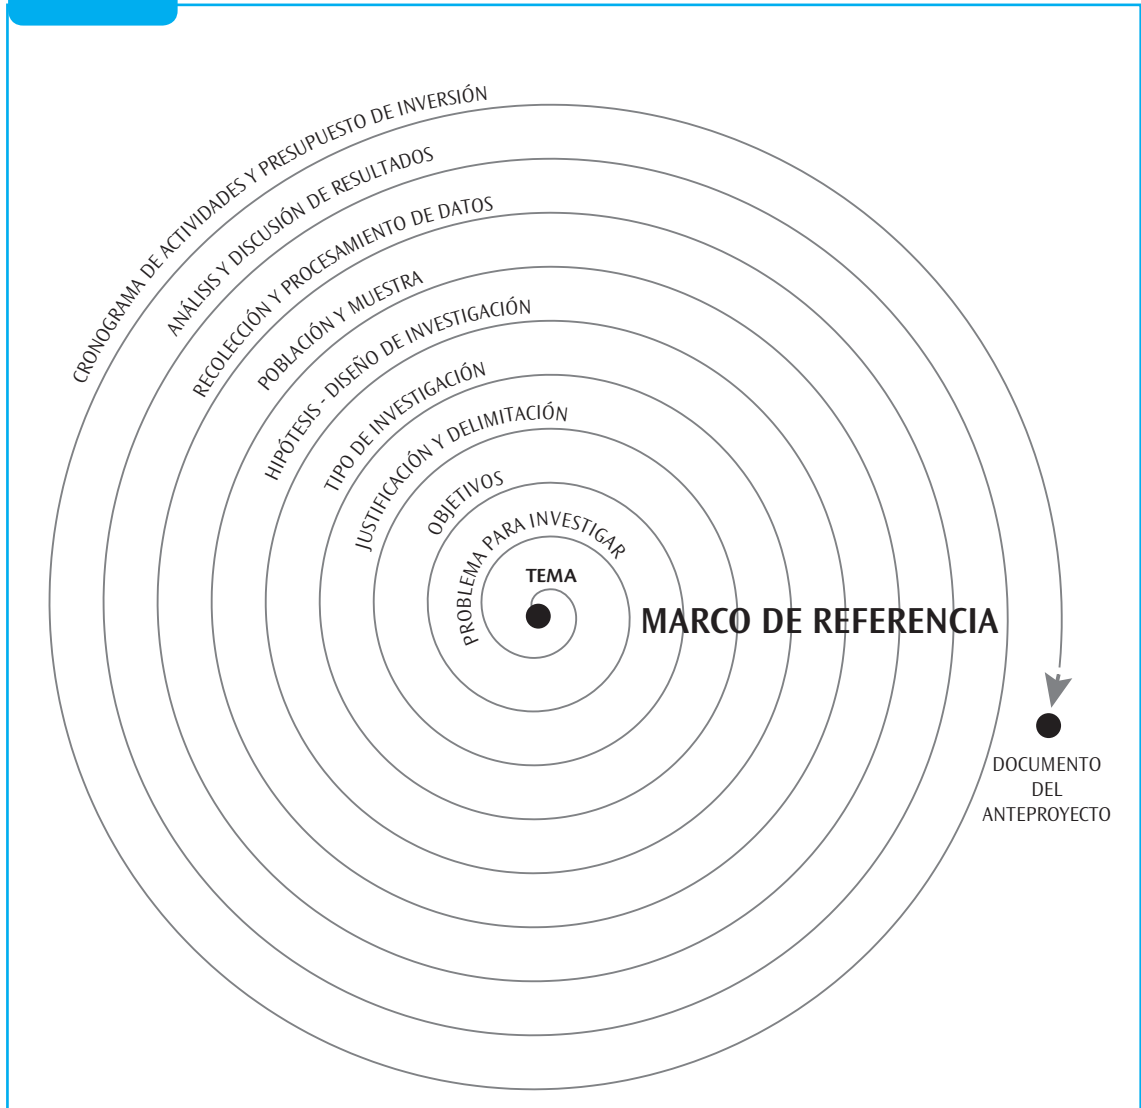 CRONOGRAMA DE ACTIVIDADES Y PRESUPUESTO DE INVERSIÓN
ANÁLISIS Y DISCUSIÓN DE RESULTADOS
RECOLECCIÓN Y PROCESAMIENTO DE DATOS
POBLACIÓN Y MUESTRA
HIPÓTESIS - DISEÑO DE INVESTIGACIÓN
TIPO DE INVESTIGACIÓN
JUSTIFICACIÓN Y DELIMITACIÓN
OBJETIVOS
PROBLEMA PARA INVESTIGAR
TEMA
MARCO DE REFERENCIA
DOCUMENTO
DEL
ANTEPROYECTO